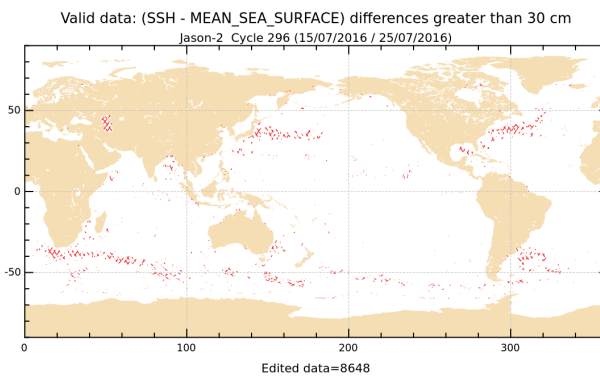 Valid data: (SSH - MEAN_SEA_SURFACE) differences greater than 30 cm
Jason-2 Cycle 296 (15/07/2016 / 25/07/2016)
50
0
-50
0 100 200 300
Edited data=8648